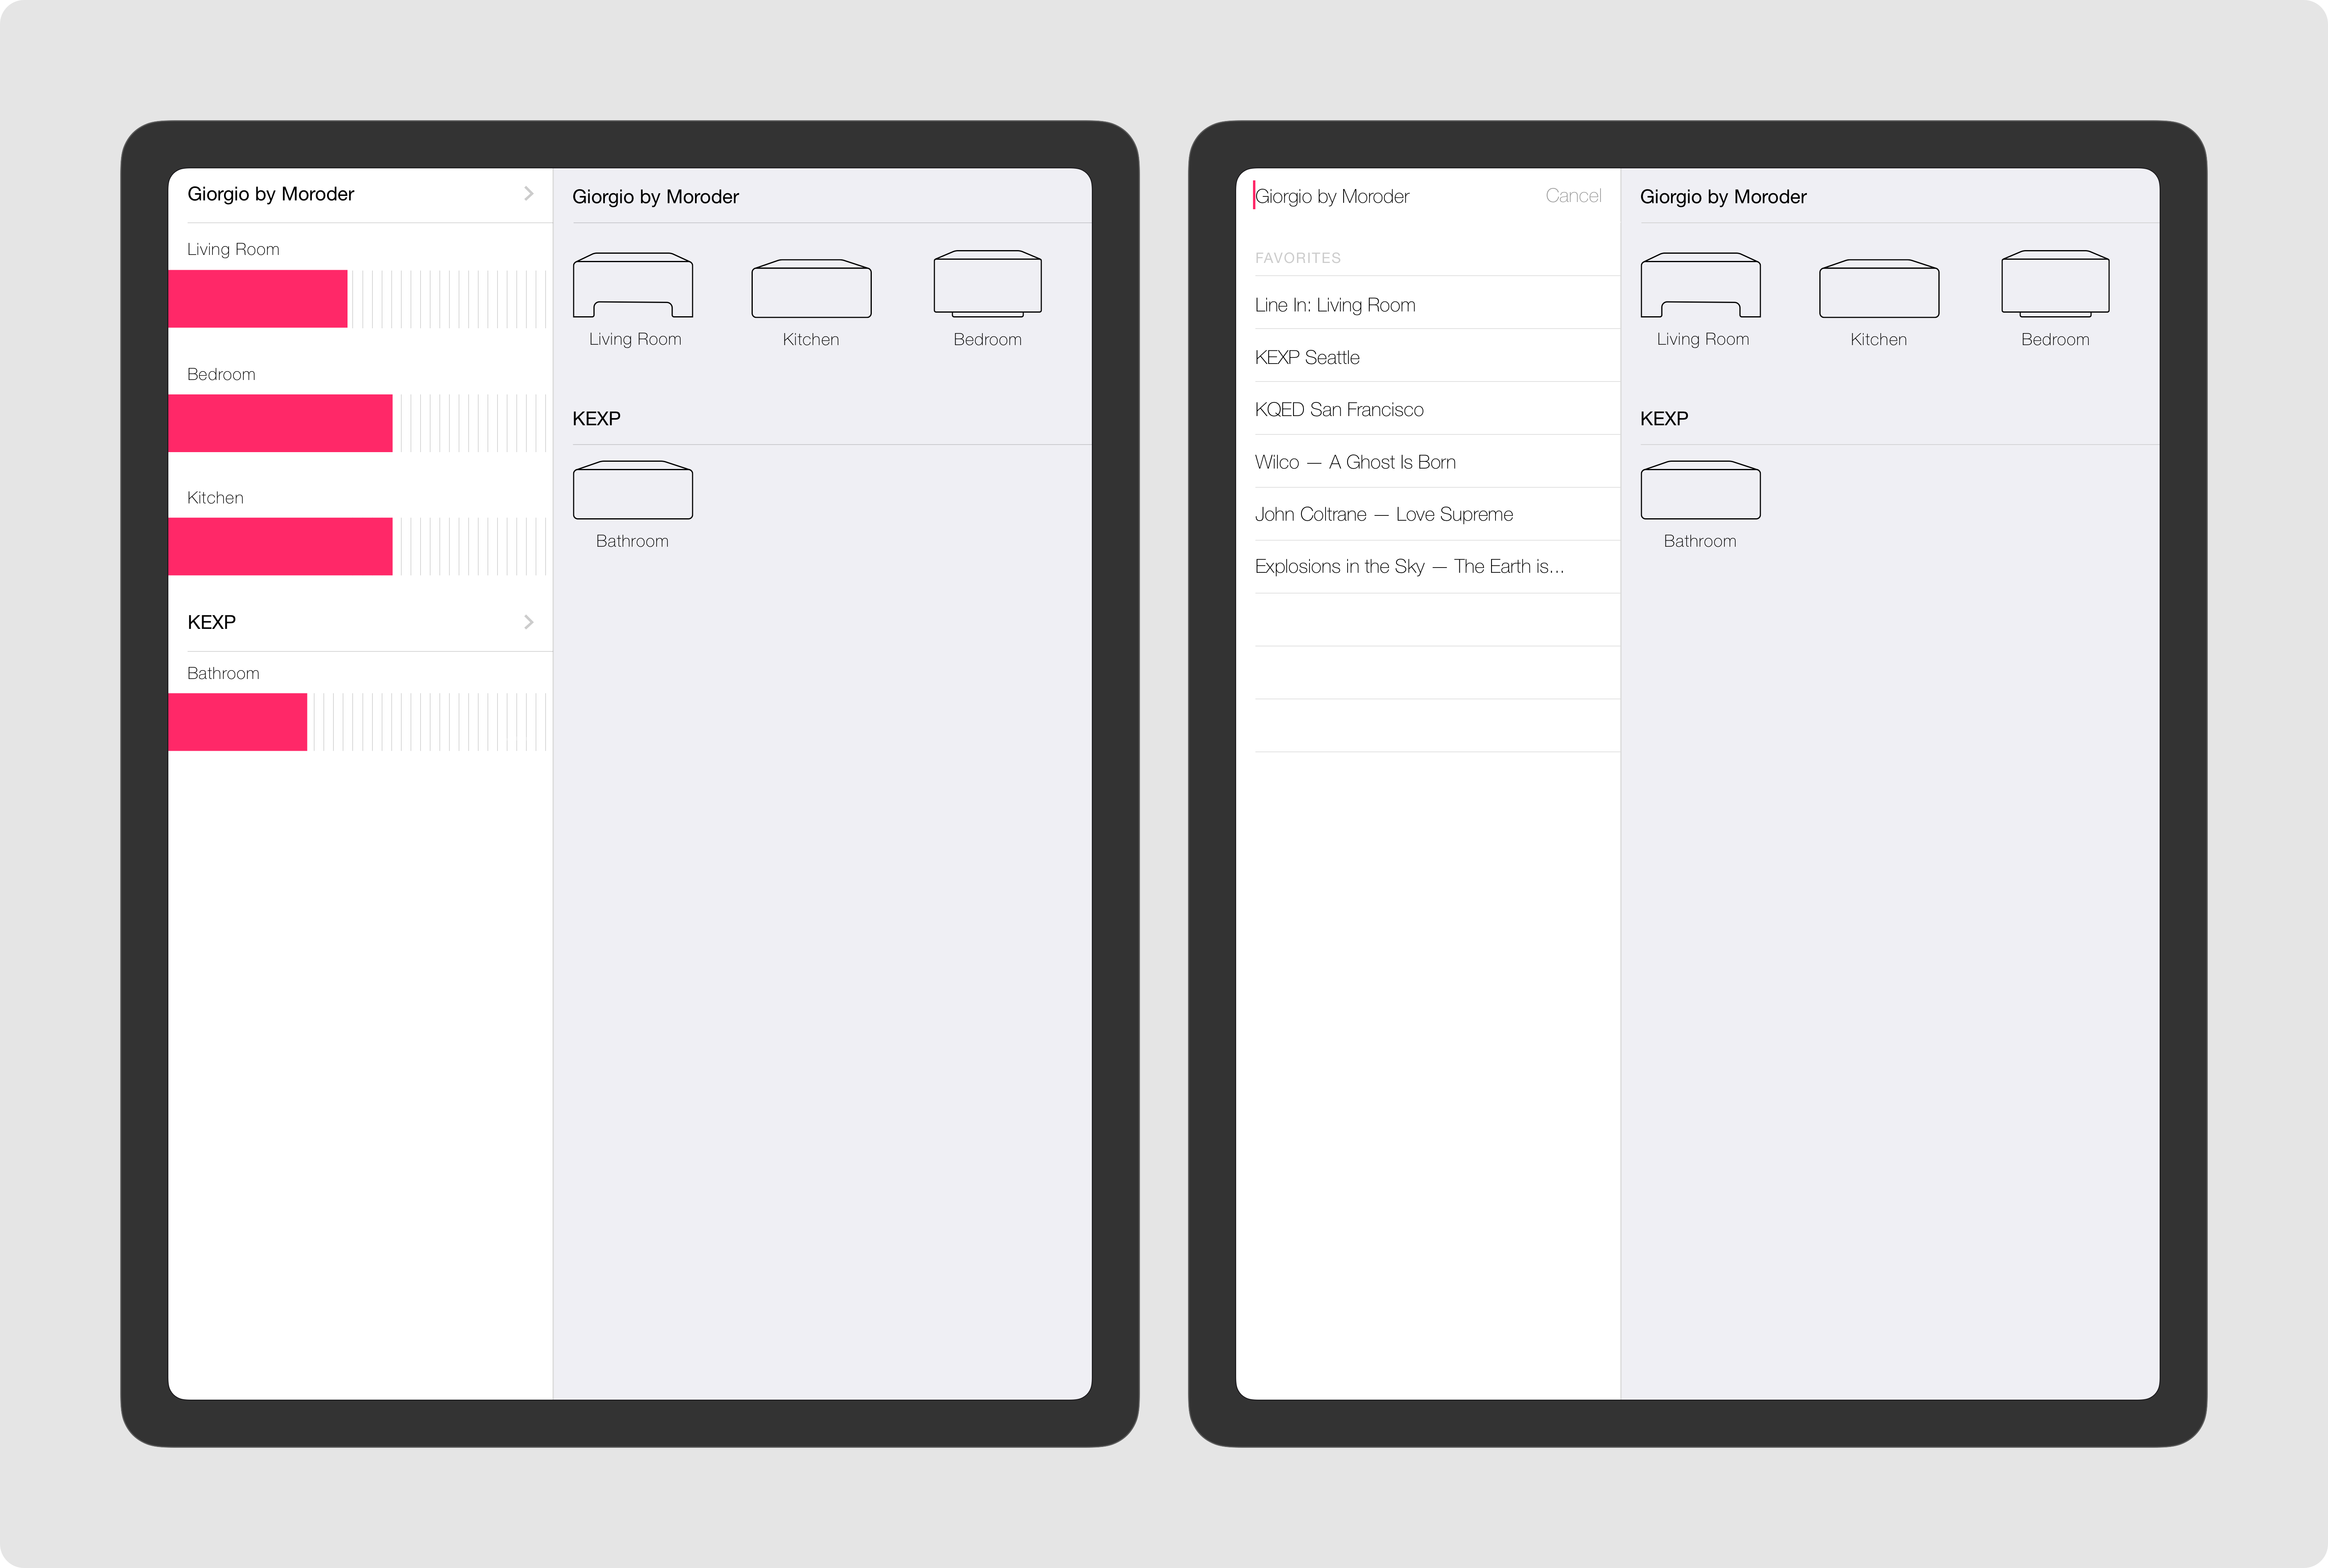 Giorgio by Moroder
Living Room
Bedroom
Kitchen
KEXP
Bathroom
Giorgio by Moroder
Living Room Kitchen Bedroom
KEXP
Bathroom
Giorgio by Moroder Cancel
FAVORITES
Line In: Living Room
KEXP Seattle
KQED San Francisco
Wilco — A Ghost Is Born
John Coltrane — Love Supreme
Explosions in the Sky — The Earth is...
Giorgio by Moroder
Living Room Kitchen Bedroom
KEXP
Bathroom